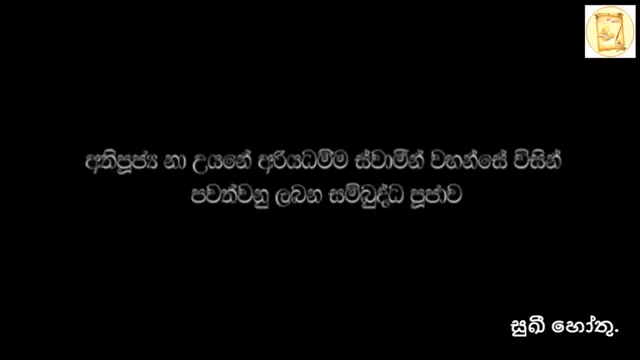 අතිපූජ්‍ය නා උයනේ අරියධම්ම ස්වාමීන් වහන්සේ විසින්
පවත්වනු ලබන සම්බුද්ධ පූජාව
සුඛී හෝතු.